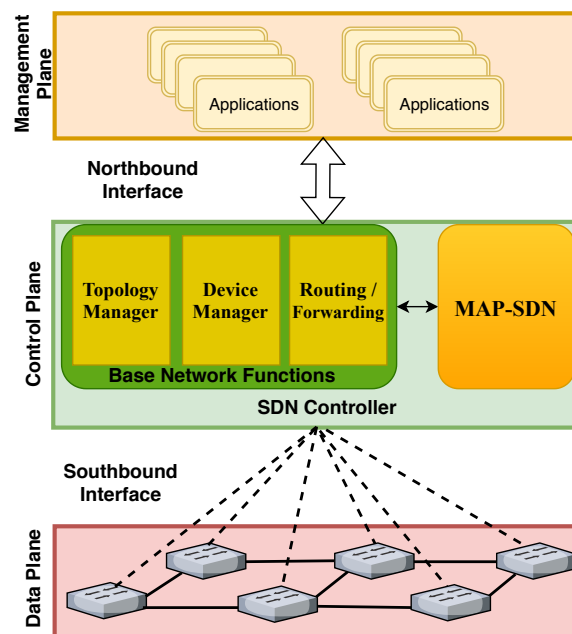 Management
Plane
Applications
Applications
Northbound
Interface
Control Plane
Topology
Manager
Device
Manager
Routing /
Forwarding
MAP-SDN
Base Network Functions
SDN Controller
Southbound
Interface
Data Plane